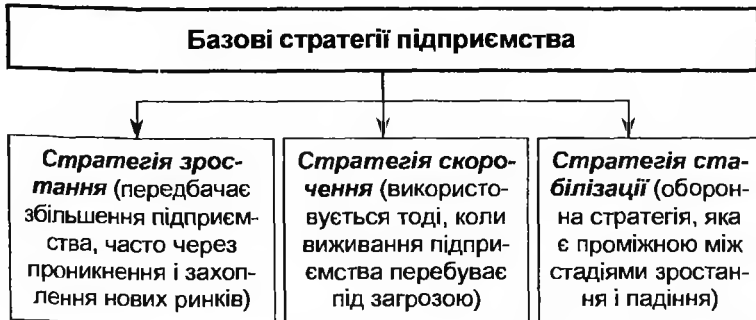 Базові стратегії підприємства
Стратегія зрос-
тання (передбачає
збільшення підприєм-
ства, часто через
проникнення і захоп-
лення нових ринків)
Стратегія скоро-
чення (використо-
вується тоді, коли
виживання підпри-
ємства перебуває
під загрозою)
Стратегія ста-
білізації (оборон-
на стратегія, яка
є проміжною між
стадіями зростан-
ня і падіння)